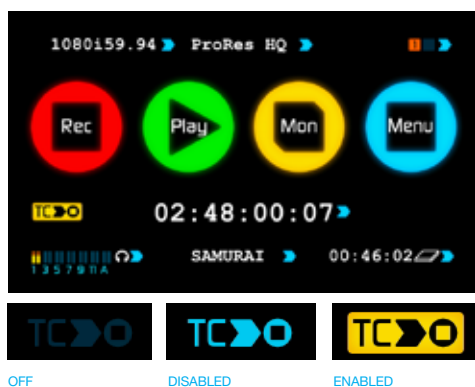 1080i59.94 ProRes HQ 1
Rec Play Mon Menu
TC 02:48:00:07
1 3 5 7 9 11 A SAMURAI 00:46:02
TC TC TC
OFF DISABLED ENABLED